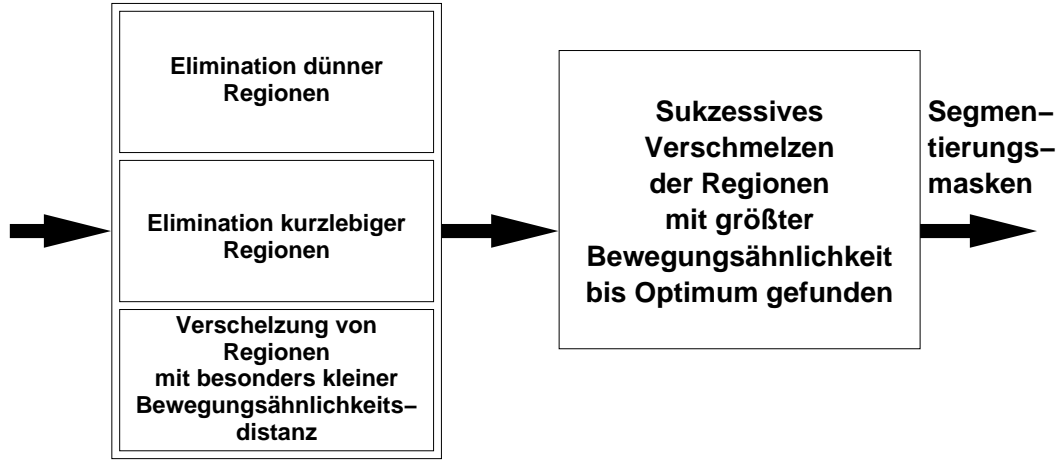 Elimination dünner
Regionen
Elimination kurzlebiger
Regionen
Verschelzung von
Regionen
mit besonders kleiner
Bewegungsähnlichkeits−
distanz
Sukzessives
Verschmelzen
der Regionen
mit größter
Bewegungsähnlichkeit
bis Optimum gefunden
Segmen−
tierungs−
masken